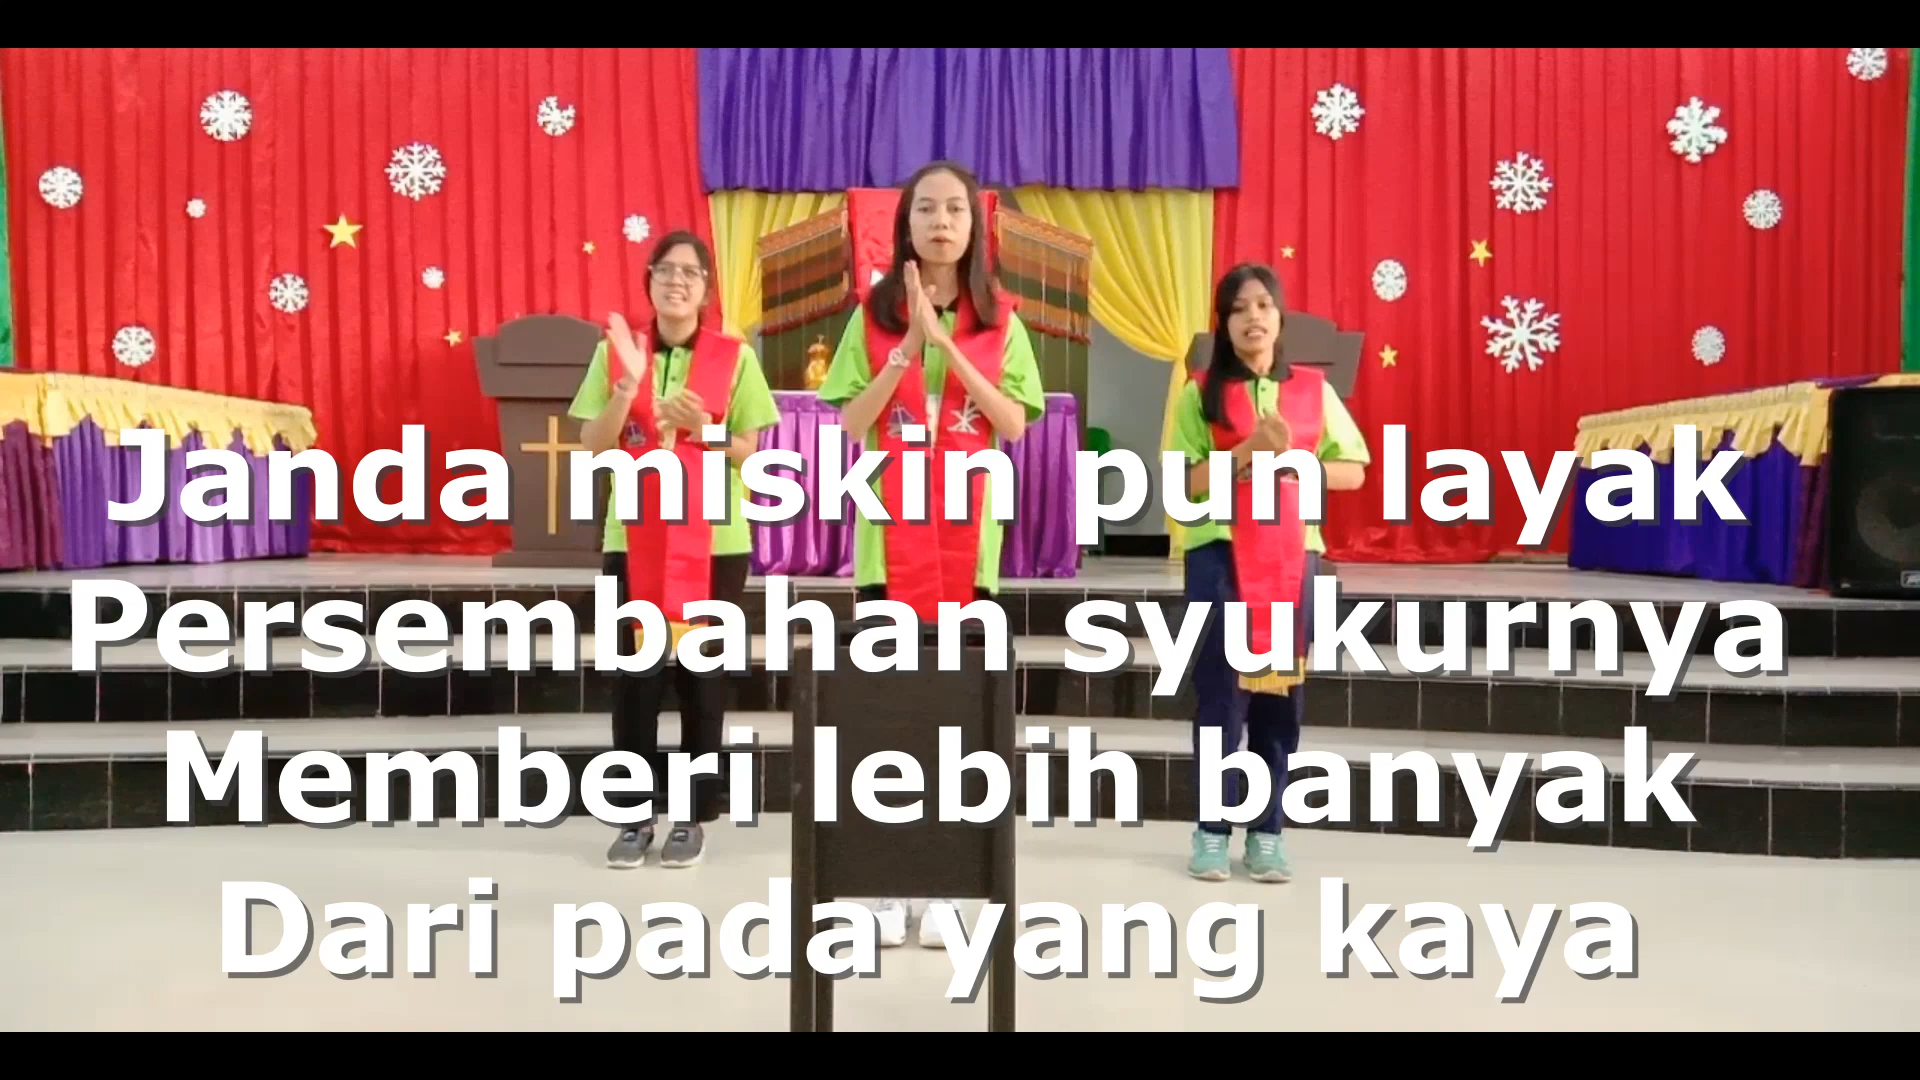 Janda miskin pun layak
Persembahan syukurnya
Memberi lebih banyak
Dari pada yang kaya